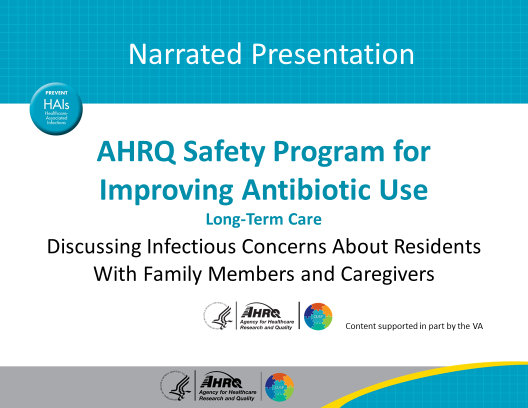 Narrated Presentation
PREVENT
HAIs
Healthcare-
Associated
Infections
AHRQ Safety Program for
Improving Antibiotic Use
Long-Term Care
Discussing Infectious Concerns About Residents
With Family Members and Caregivers
AHRQ
Agency for Healthcare
Research and Quality
Content supported in part by the VA
AHRQ
Agency for Healthcare
Research and Quality